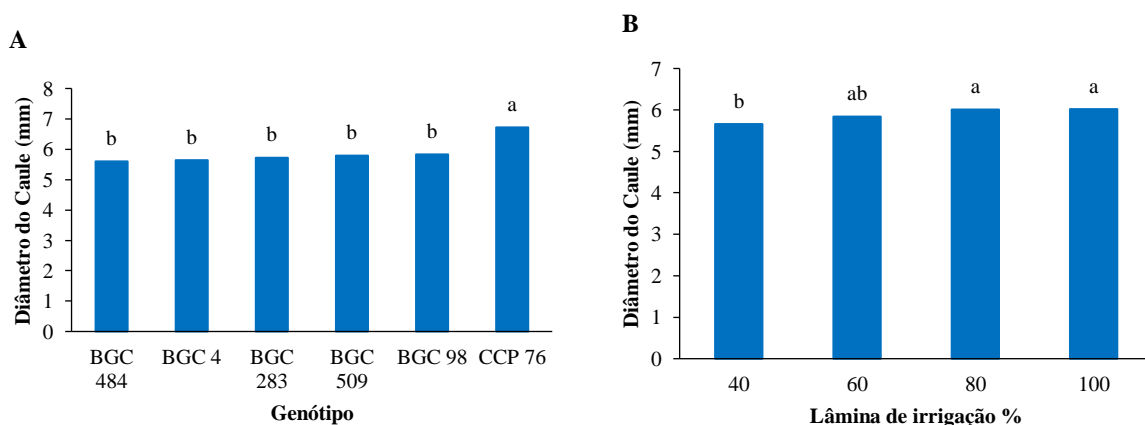 A
Diâmetro do Caule (mm)
8
7
6
5
4
3
2
1
0
b
b
b
b
b
a
BGC 484
BGC 4
BGC 283
BGC 509
BGC 98
CCP 76
Genótipo
B
Diâmetro do Caule (mm)
7
6
5
4
3
2
1
0
b
ab
a
a
40
60
80
100
Lâmina de irrigação %